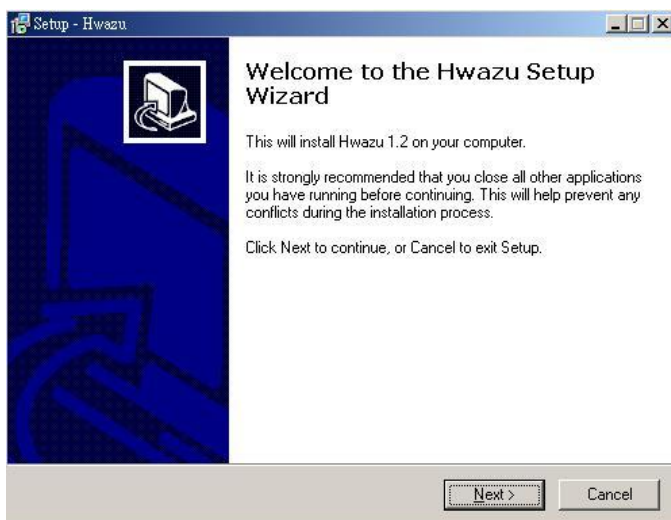 Setup - Hwazu
Welcome to the Hwazu Setup
Wizard
This will install Hwazu 1.2 on your computer.
It is strongly recommended that you close all other applications
you have running before continuing. This will help prevent any
conflicts during the installation process.
Click Next to continue, or Cancel to exit Setup.
Next >
Cancel